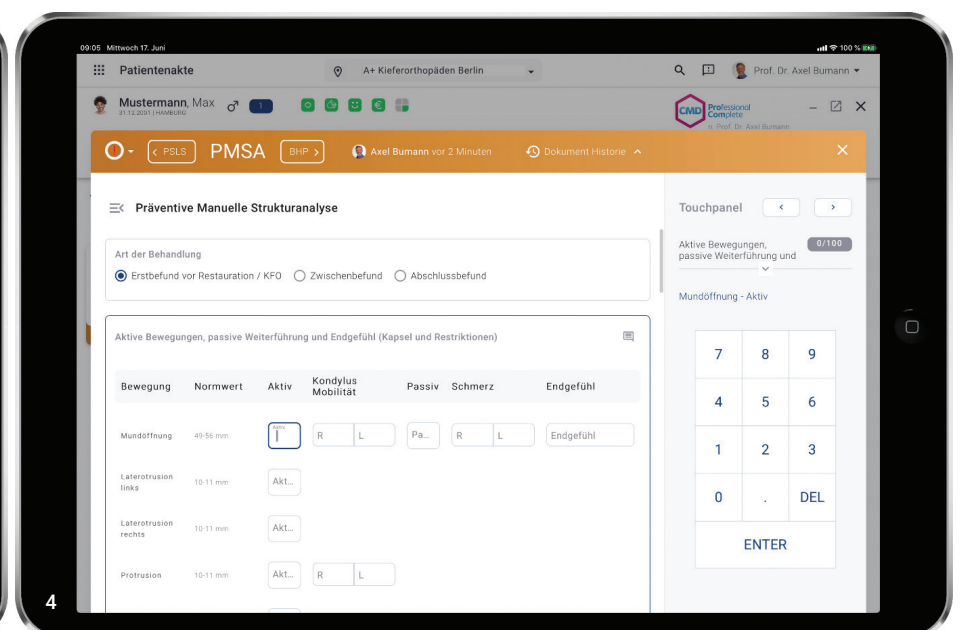 09:05 Mittwoch 17. Juni
100 %
Patientenakte
A+ Kieferorthopäden Berlin
Prof. Dr. Axel Bumann
Mustermann, Max
1
31.12.2001 | HAMBURG
CMD Professional Complete
n. Prof. Dr. Axel Bumann
< PSLS
PMSA
BHP >
Axel Bumann vor 2 Minuten
Dokument Historie
Präventive Manuelle Strukturanalyse
Art der Behandlung
Erstbefund vor Restauration / KFO
Zwischenbefund
Abschlussbefund
Aktive Bewegungen, passive Weiterführung und Endgefühl (Kapsel und Restriktionen)
Bewegung Normwert Aktiv Kondylus Mobilität Passiv Schmerz Endgefühl
Mundöffnung 49-56 mm Aktiv R L Pa... R L Endgefühl
Laterotrusion links 10-11 mm Akt...
Laterotrusion rechts 10-11 mm Akt...
Protrusion 10-11 mm Akt... R L
Touchpanel < >
Aktive Bewegungen,
passive Weiterführung und
0/100
Mundöffnung - Aktiv
7 8 9
4 5 6
1 2 3
0 . DEL
ENTER
4